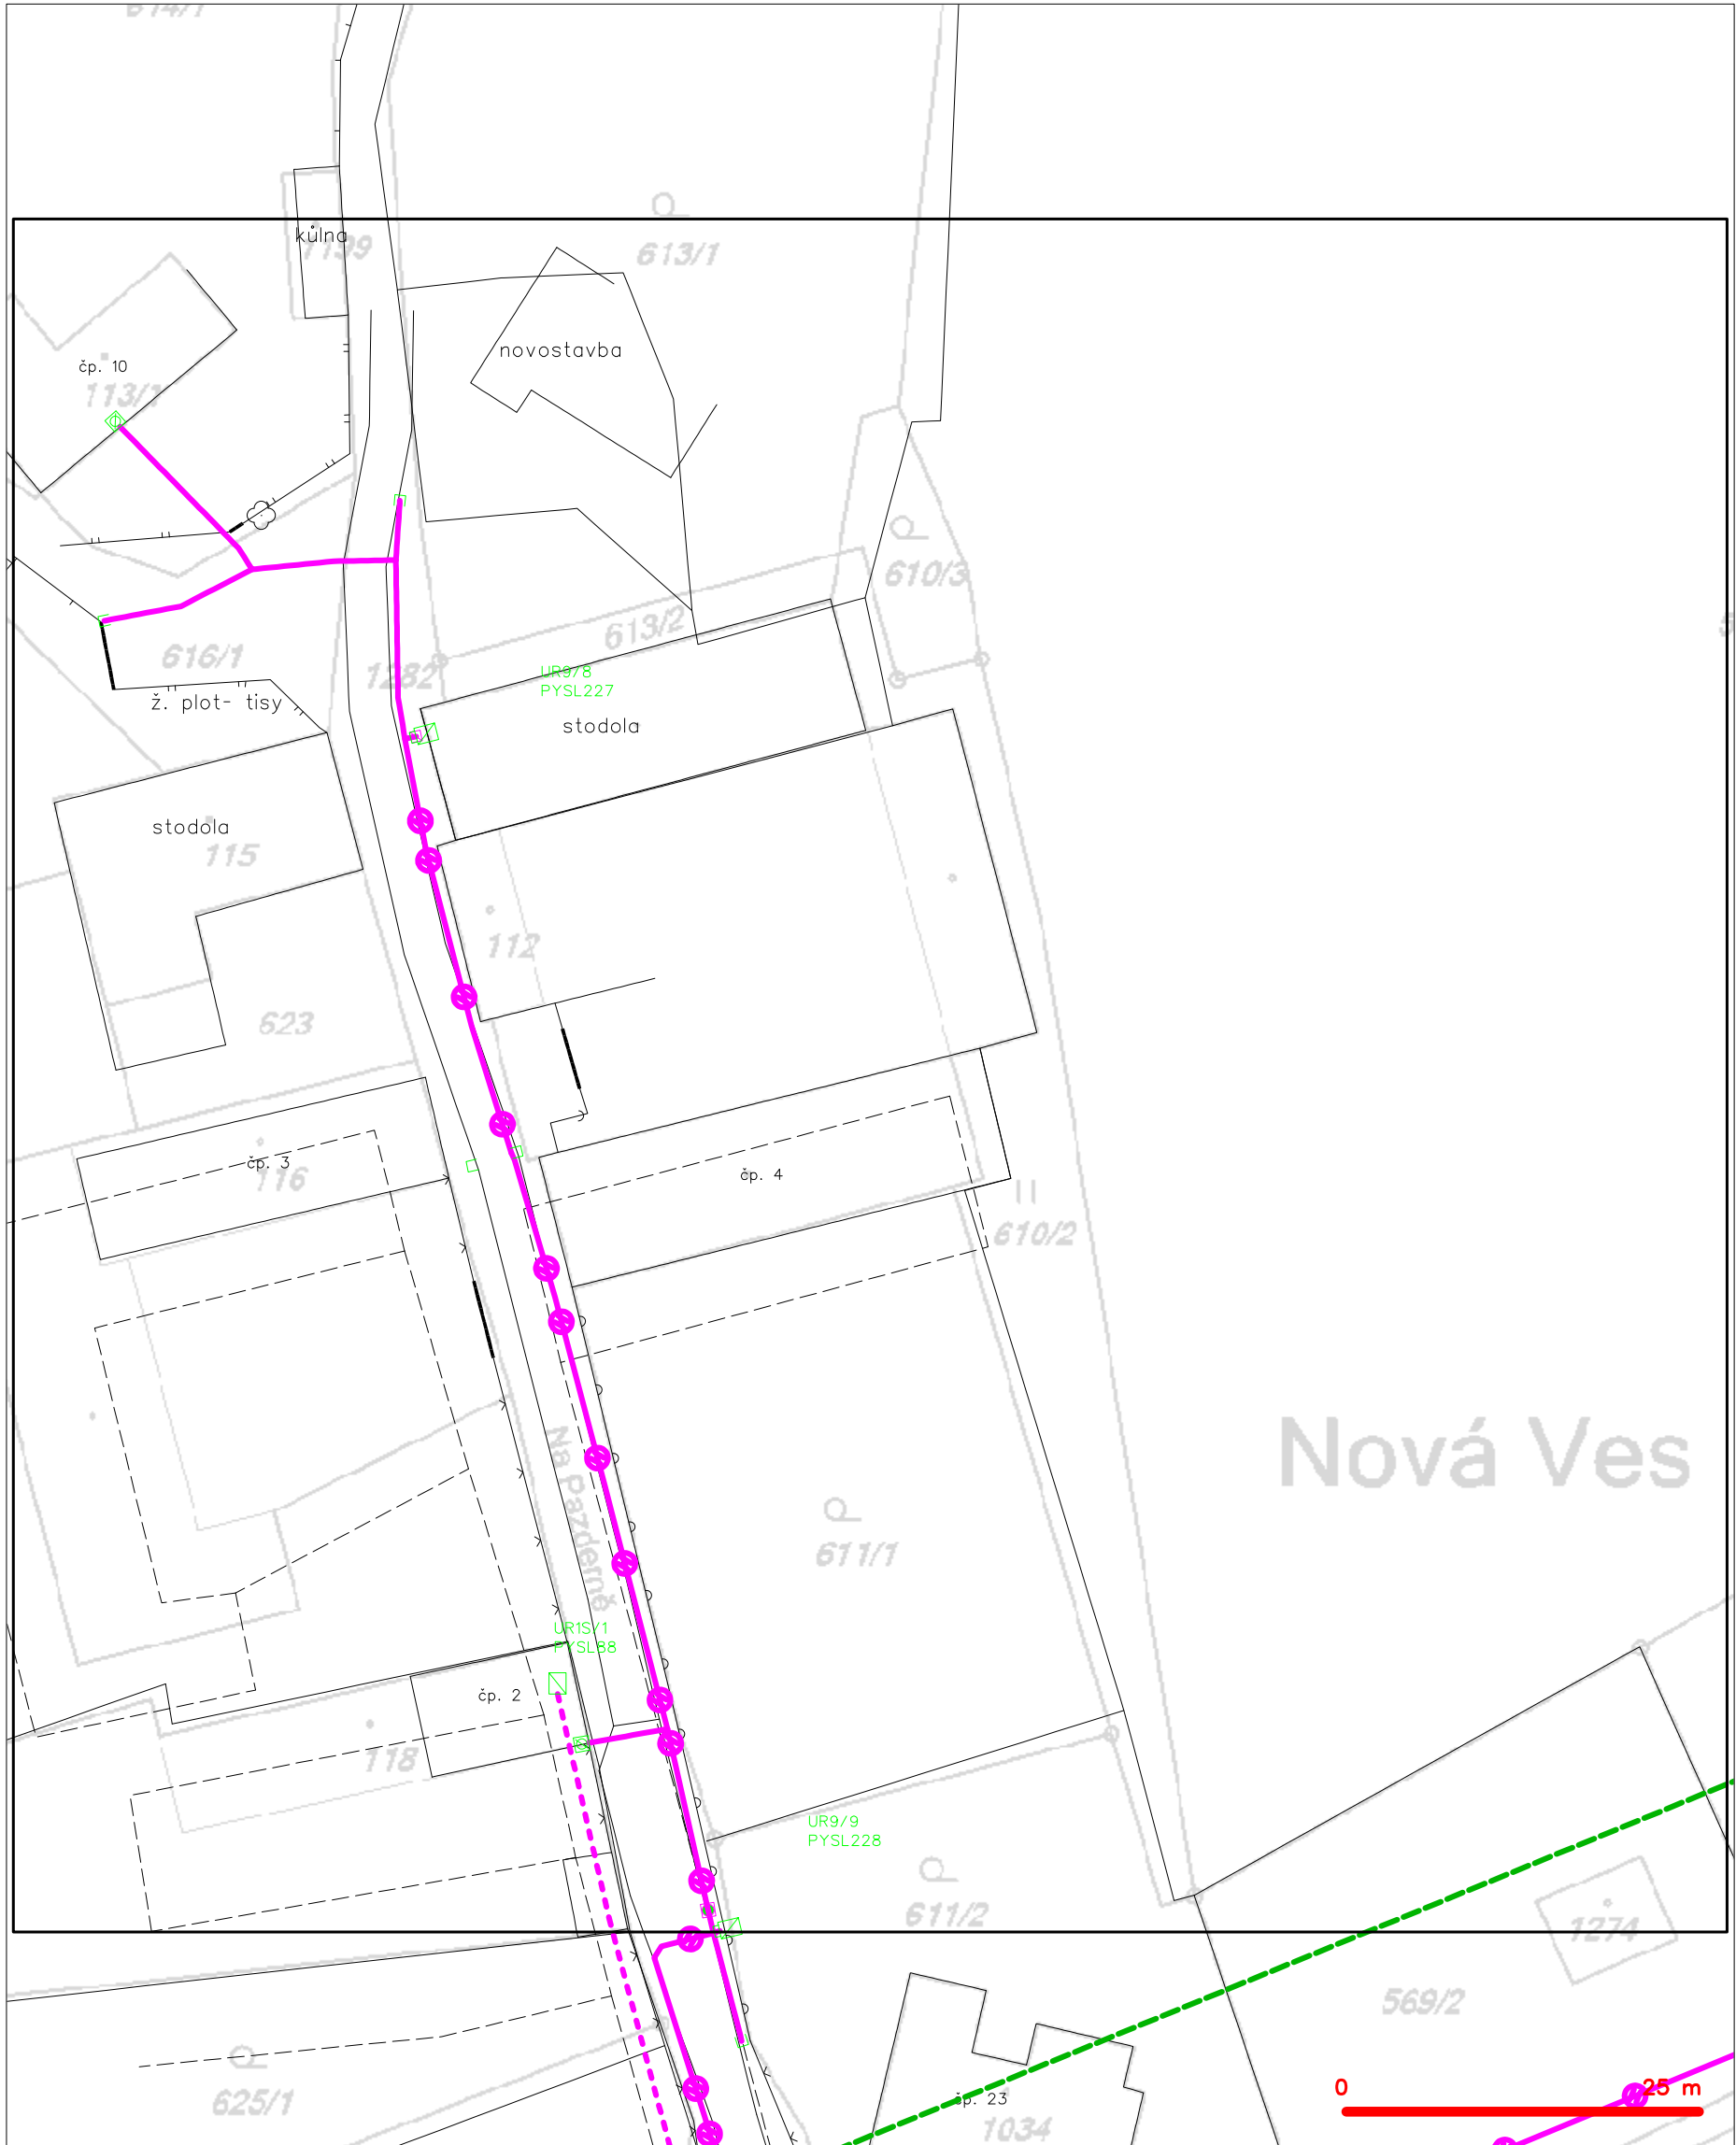 614/1
kůlna
1199
613/1
novostavba
čp. 10
113/1
610/3
613/2
616/1
1282
UR9/8
PYSL227
ž. plot- tisy
stodola
stodola
115
112
623
čp. 3
116
čp. 4
610/2
Nová Ves
Na Pazderně
611/1
UR1S/1
PYSL88
čp. 2
118
UR9/9
PYSL228
611/2
1274
569/2
0 25 m
čp. 23
625/1
1034